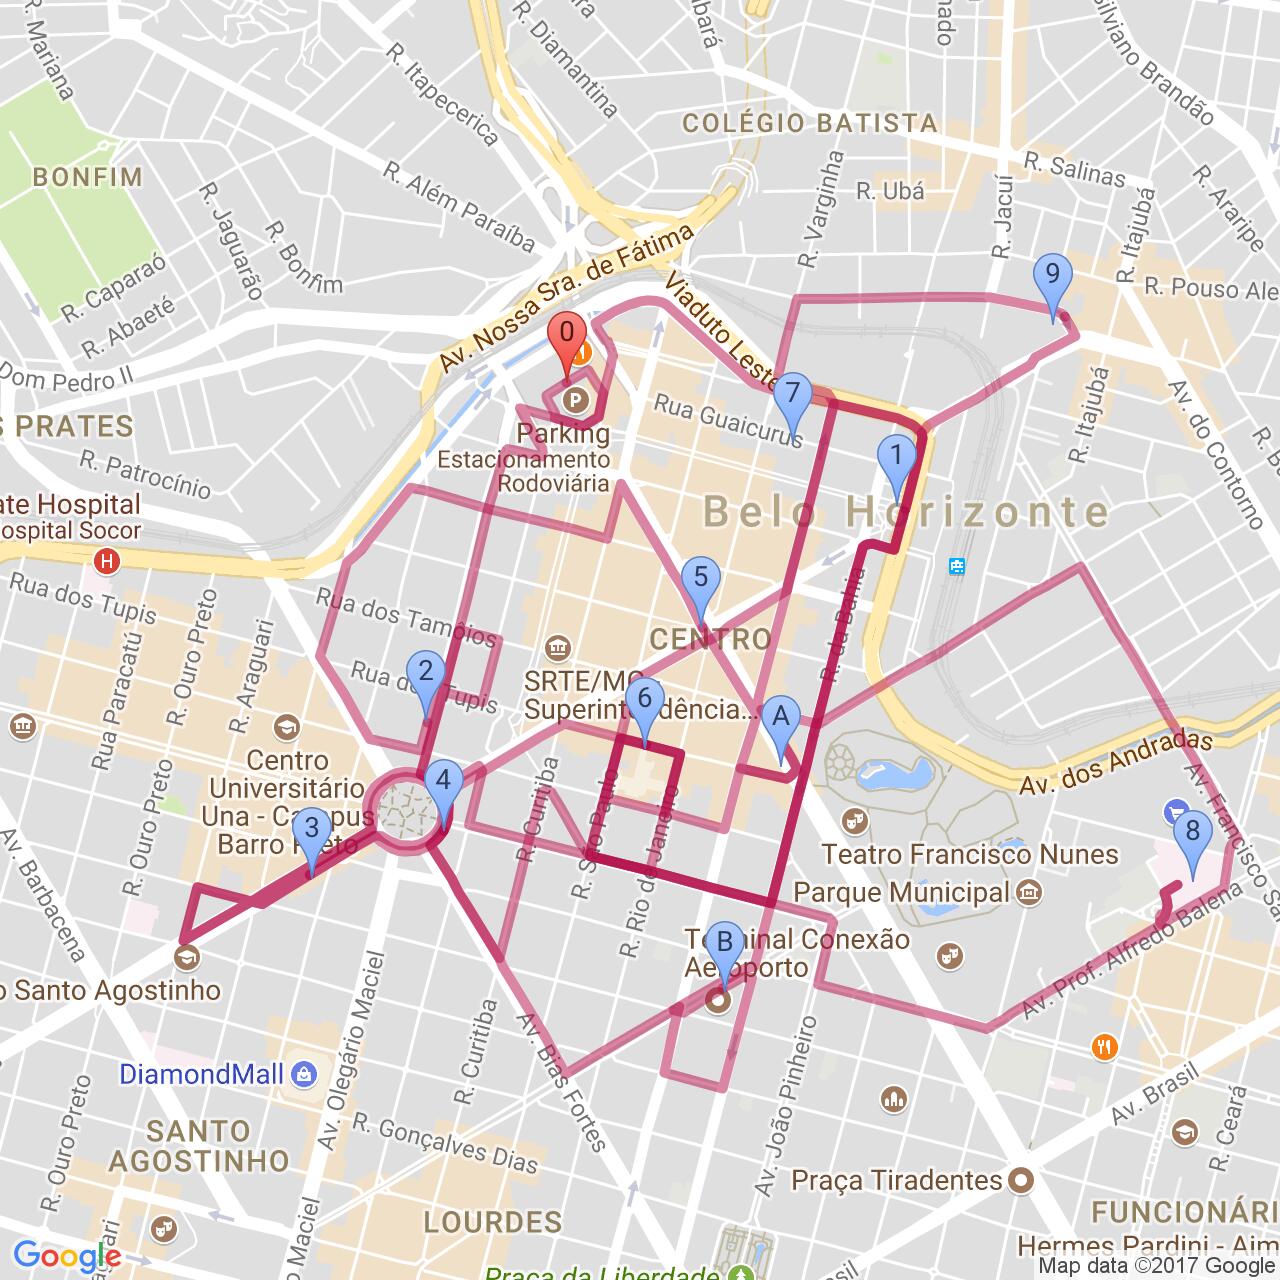 R. Mariana
R. Itapecerica
R. Diamantina
Silviano Brandão
COLÉGIO BATISTA
BONFIM
R. Jaguarão
R. Além Paraíba
R. Bonfim
R. Varginha
R. Ubá
R. Jacuí
R. Salinas
R. Itajubá
R. Araripe
R. Caparaó
R. Abaeté
Av. Nossa Sra. de Fátima
Viaduto Leste
R. Pouso Ale
9
0
7
Dom Pedro II
S PRATES
R. Patrocínio
P
Parking
Estacionamento
Rodoviária
Rua Guaicurus
1
R. Itajubá
Av. do Contorno
Belo Horizonte
ate Hospital
ospital Socor
H
Rua dos Tupis
R. Ouro Preto
R. Araguari
Rua Paracatú
Rua dos Tamóios
5
CENTRO
R. da Bahia
2
SRTE/MG
Superintendência...
6
A
Centro
Universitário
Una - Campus
Barro Preto
4
3
R. Ouro Preto
R. Curitiba
R. São Paulo
R. Rio de Janeiro
Av. dos Andradas
Av. Francisco Sa
8
Teatro Francisco Nunes
Parque Municipal
Av. Barbacena
o Santo Agostinho
B
Terminal Conexão
Aeroporto
Av. Prof. Alfredo Balena
DiamondMall
Av. Olegário Maciel
R. Curitiba
Av. Bias Fortes
R. Gonçalves Dias
Av. João Pinheiro
Av. Brasil
R. Ceará
SANTO
AGOSTINHO
R. Ouro Preto
LOURDES
Praça Tiradentes
FUNCIONÁRI
Hermes Pardini - Aim
Google
Praça da Liberdade
Map data ©2017 Google